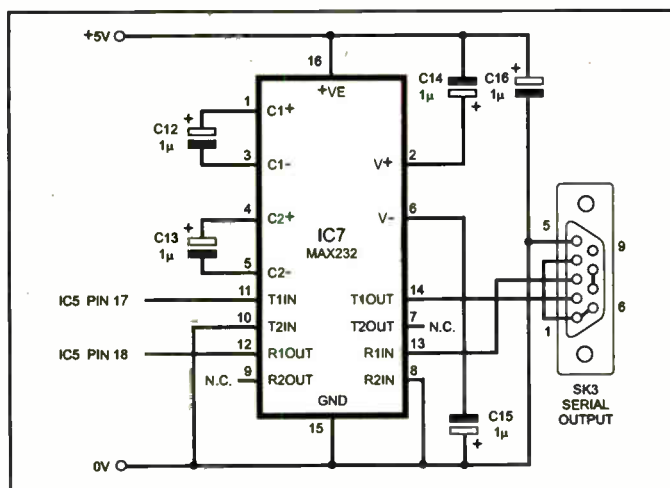 +5V
16
+VE
C14
1µ
+
C16
1µ
+
1
C1+
C12
1µ
+
3
C1-
2
V+
4
C2+
C13
1µ
+
5
C2-
6
V-
IC7
MAX232
5
9
6
1
IC5 PIN 17
11
T1IN
T1OUT
14
10
T2IN
T2OUT
7
N.C.
IC5 PIN 18
12
R1OUT
R1IN
13
N.C.
9
R2OUT
R2IN
8
GND
15
C15
1µ
+
SK3
SERIAL
OUTPUT
0V